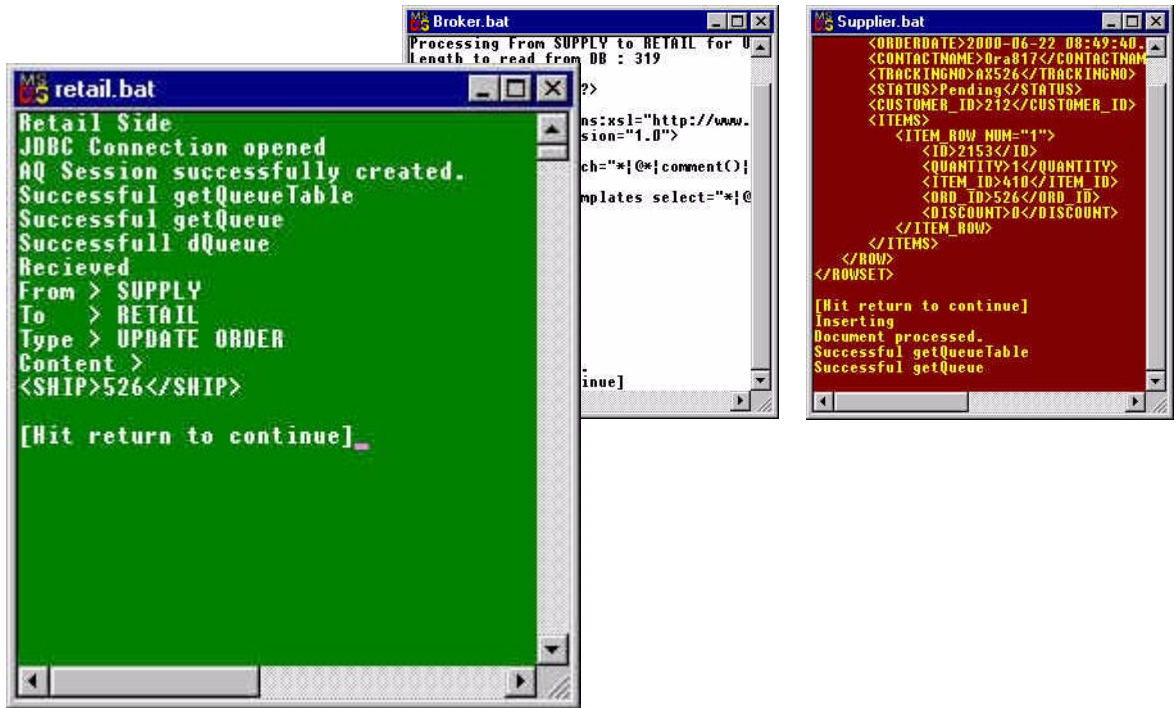 retail.bat
Retail Side
JDBC Connection opened
AQ Session successfully created.
Successful getQueueTable
Successful getQueue
Successfull dQueue
Recieved
From > SUPPLY
To   > RETAIL
Type > UPDATE ORDER
Content >
<SHIP>526</SHIP>
[Hit return to continue]
Broker.bat
Processing From SUPPLY to RETAIL for U
Length to read from DB : 319
?>
ns:xsl="http://www.
sion="1.0">
ch="*|@*|comment()|
mplates select="*|@
.
inue]
Supplier.bat
<ORDERDATE>2000-06-22 08:49:40.
<CONTACTNAME>Ora817</CONTACTNAM
<TRACKINGNO>AX526</TRACKINGNO>
<STATUS>Pending</STATUS>
<CUSTOMER_ID>212</CUSTOMER_ID>
<ITEMS>
<ITEM_ROW NUM="1">
<ID>2153</ID>
<QUANTITY>1</QUANTITY>
<ITEM_ID>410</ITEM_ID>
<ORD_ID>526</ORD_ID>
<DISCOUNT>0</DISCOUNT>
</ITEM_ROW>
</ITEMS>
</ROW>
</ROWSET>
[Hit return to continue]
Inserting
Document processed.
Successful getQueueTable
Successful getQueue